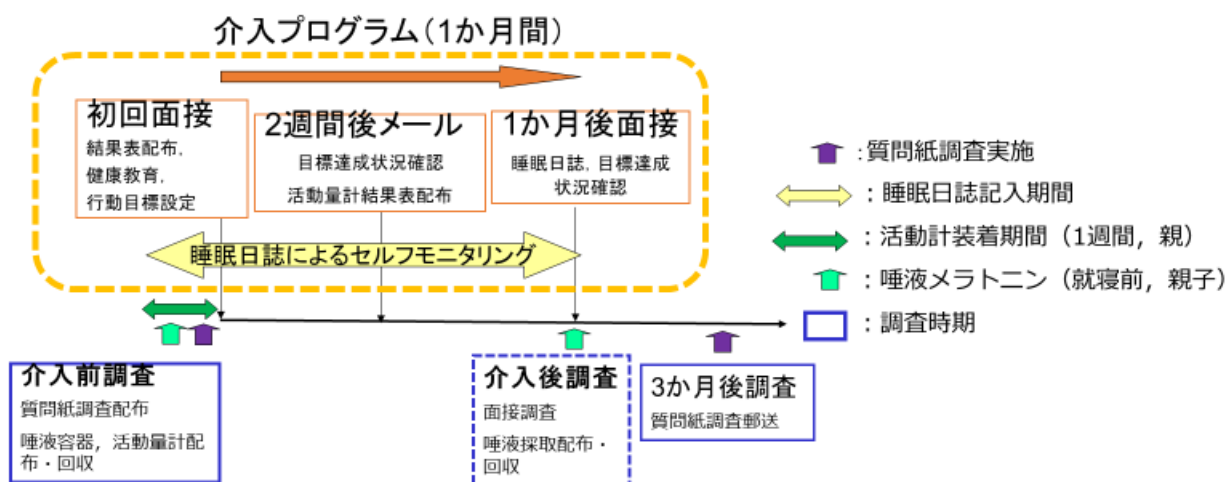 介入プログラム(1か月間)
初回面接
結果表配布,
健康教育,
行動目標設定
2週間後メール
目標達成状況確認
活動量計結果表配布
1か月後面接
睡眠日誌, 目標達成
状況確認
睡眠日誌によるセルフモニタリング
:質問紙調査実施
:睡眠日誌記入期間
:活動計装着期間(1週間, 親)
:唾液メラトニン(就寝前, 親子)
:調査時期
介入前調査
質問紙調査配布
唾液容器, 活動量計配
布・回収
介入後調査
面接調査
唾液採取配布・
回収
3か月後調査
質問紙調査郵送